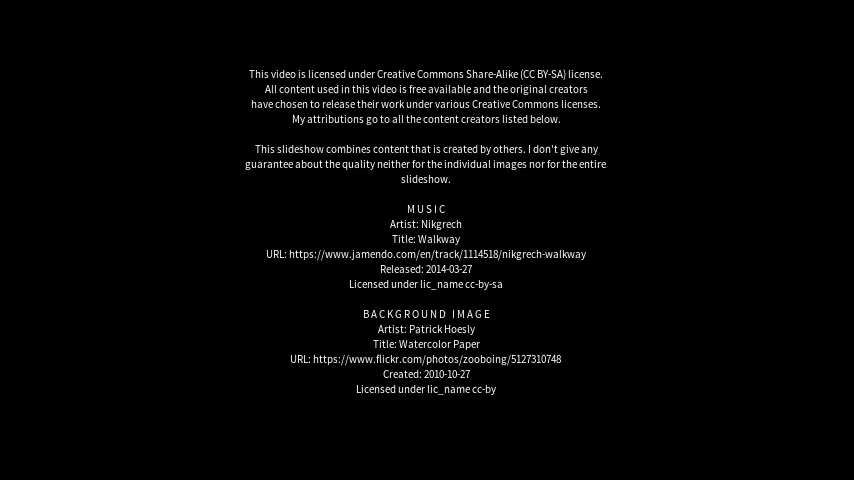 This video is licensed under Creative Commons Share-Alike (CC BY-SA) license.
All content used in this video is free available and the original creators
have chosen to release their work under various Creative Commons licenses.
My attributions go to all the content creators listed below.
This slideshow combines content that is created by others. I don't give any
guarantee about the quality neither for the individual images nor for the entire
slideshow.
MUSIC
Artist: Nikgrech
Title: Walkway
URL: https://www.jamendo.com/en/track/1114518/nikgrech-walkway
Released: 2014-03-27
Licensed under lic_name cc-by-sa
BACKGROUND IMAGE
Artist: Patrick Hoesly
Title: Watercolor Paper
URL: https://www.flickr.com/photos/zooboing/5127310748
Created: 2010-10-27
Licensed under lic_name cc-by